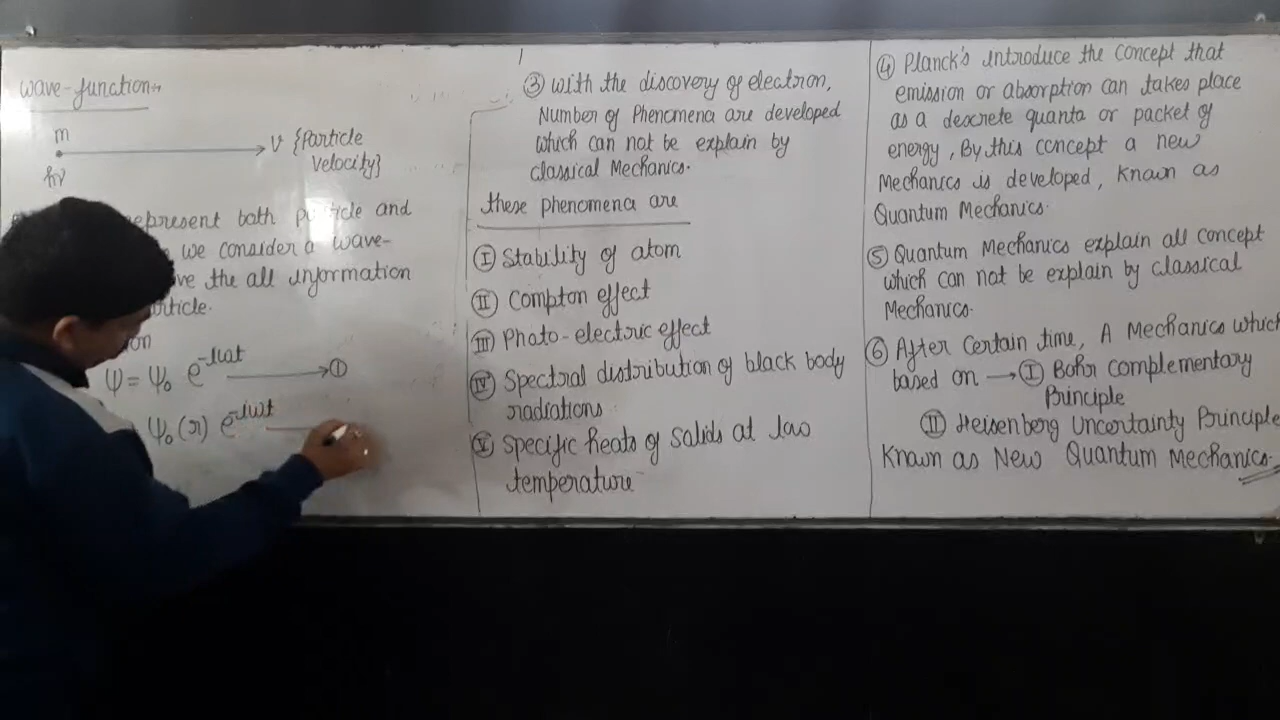 wave-function:-
m
v {Particle
velocity}
hν
represent both particle and
we consider a wave-
the all information
particle.
ψ = ψ₀ e^-iωt → ①
ψ₀(r) e^-iωt
③ with the discovery of electron,
Number of Phenomena are developed
which can not be explain by
classical Mechanics.
these phenomena are
Ⅰ Stability of atom
Ⅱ Compton effect
Ⅲ Photo-electric effect
Ⅳ Spectral distribution of black body
radiations
Ⅴ Specific heats of Solids at low
temperature
④ Planck's introduce the concept that
emission or absorption can takes place
as a descrete quanta or packet of
energy, By this concept a new
Mechanics is developed, Known as
Quantum Mechanics.
⑤ Quantum Mechanics explain all concept
which can not be explain by classical
Mechanics.
⑥ After Certain time, A Mechanics which
based on → Ⅰ Bohr complementary
Principle
Ⅱ Heisenberg Uncertainty Principle
Known as New Quantum Mechanics.